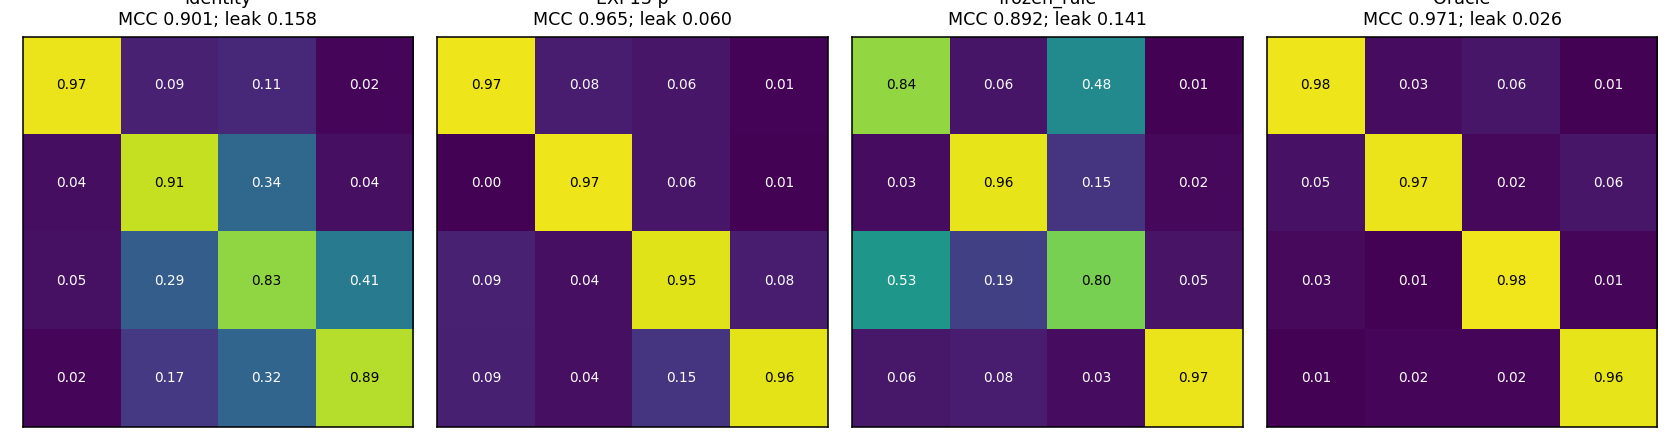 Identity
MCC 0.901; leak 0.158
0.97 0.09 0.11 0.02
0.04 0.91 0.34 0.04
0.05 0.29 0.83 0.41
0.02 0.17 0.32 0.89
EXP15 p
MCC 0.965; leak 0.060
0.97 0.08 0.06 0.01
0.00 0.97 0.06 0.01
0.09 0.04 0.95 0.08
0.09 0.04 0.15 0.96
frozen_rule
MCC 0.892; leak 0.141
0.84 0.06 0.48 0.01
0.03 0.96 0.15 0.02
0.53 0.19 0.80 0.05
0.06 0.08 0.03 0.97
Oracle
MCC 0.971; leak 0.026
0.98 0.03 0.06 0.01
0.05 0.97 0.02 0.06
0.03 0.01 0.98 0.01
0.01 0.02 0.02 0.96